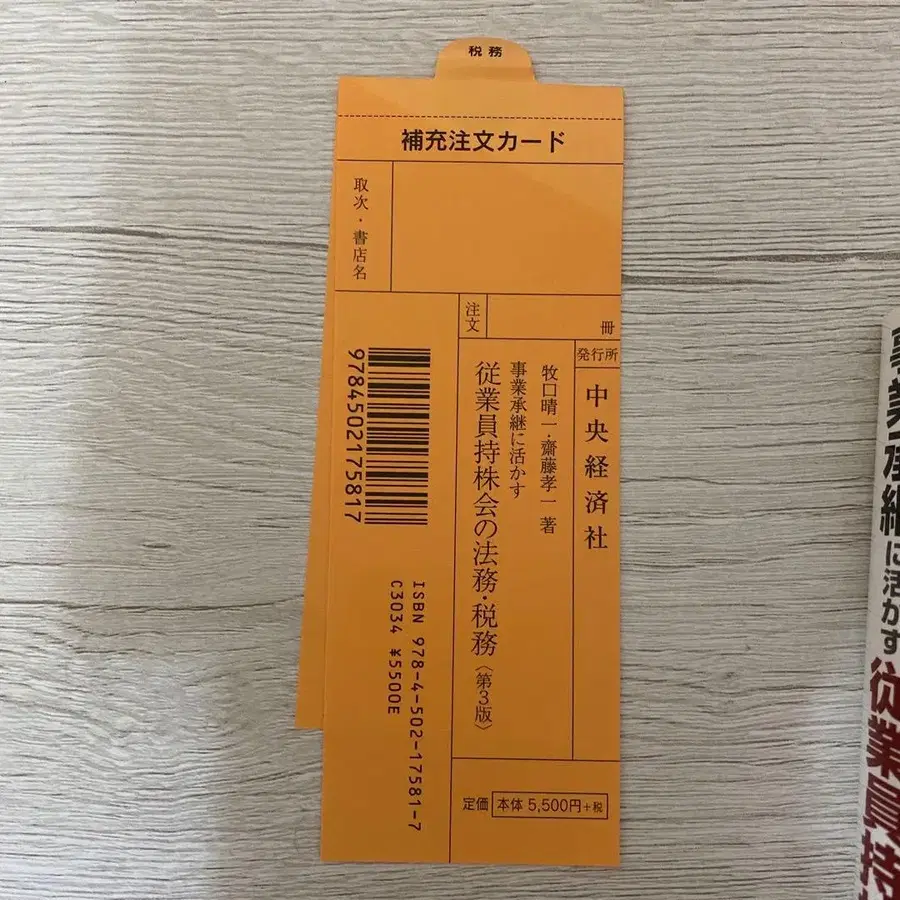 税務
補充注文カード
取次・書店名
注文
冊
発行所
中央経済社
牧口晴一・齋藤孝一 著
事業承継に活かす
従業員持株会の法務・税務〈第3版〉
定価 本体 5,500円+税
9784502175817
ISBN 978-4-502-17581-7
C3034 ¥5500E
事業承継に活かす
従業員持